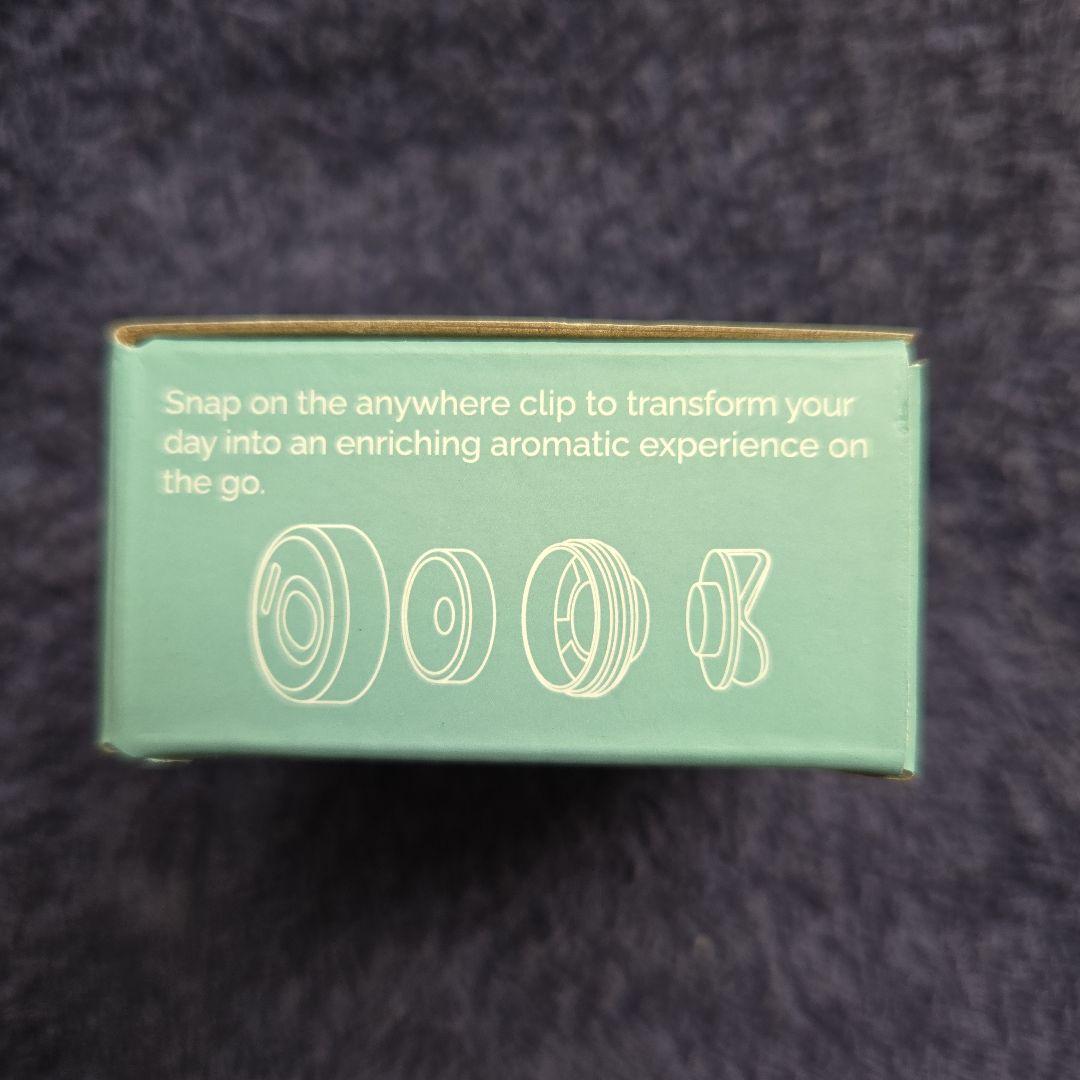 Snap on the anywhere clip to transform your
day into an enriching aromatic experience on
the go.